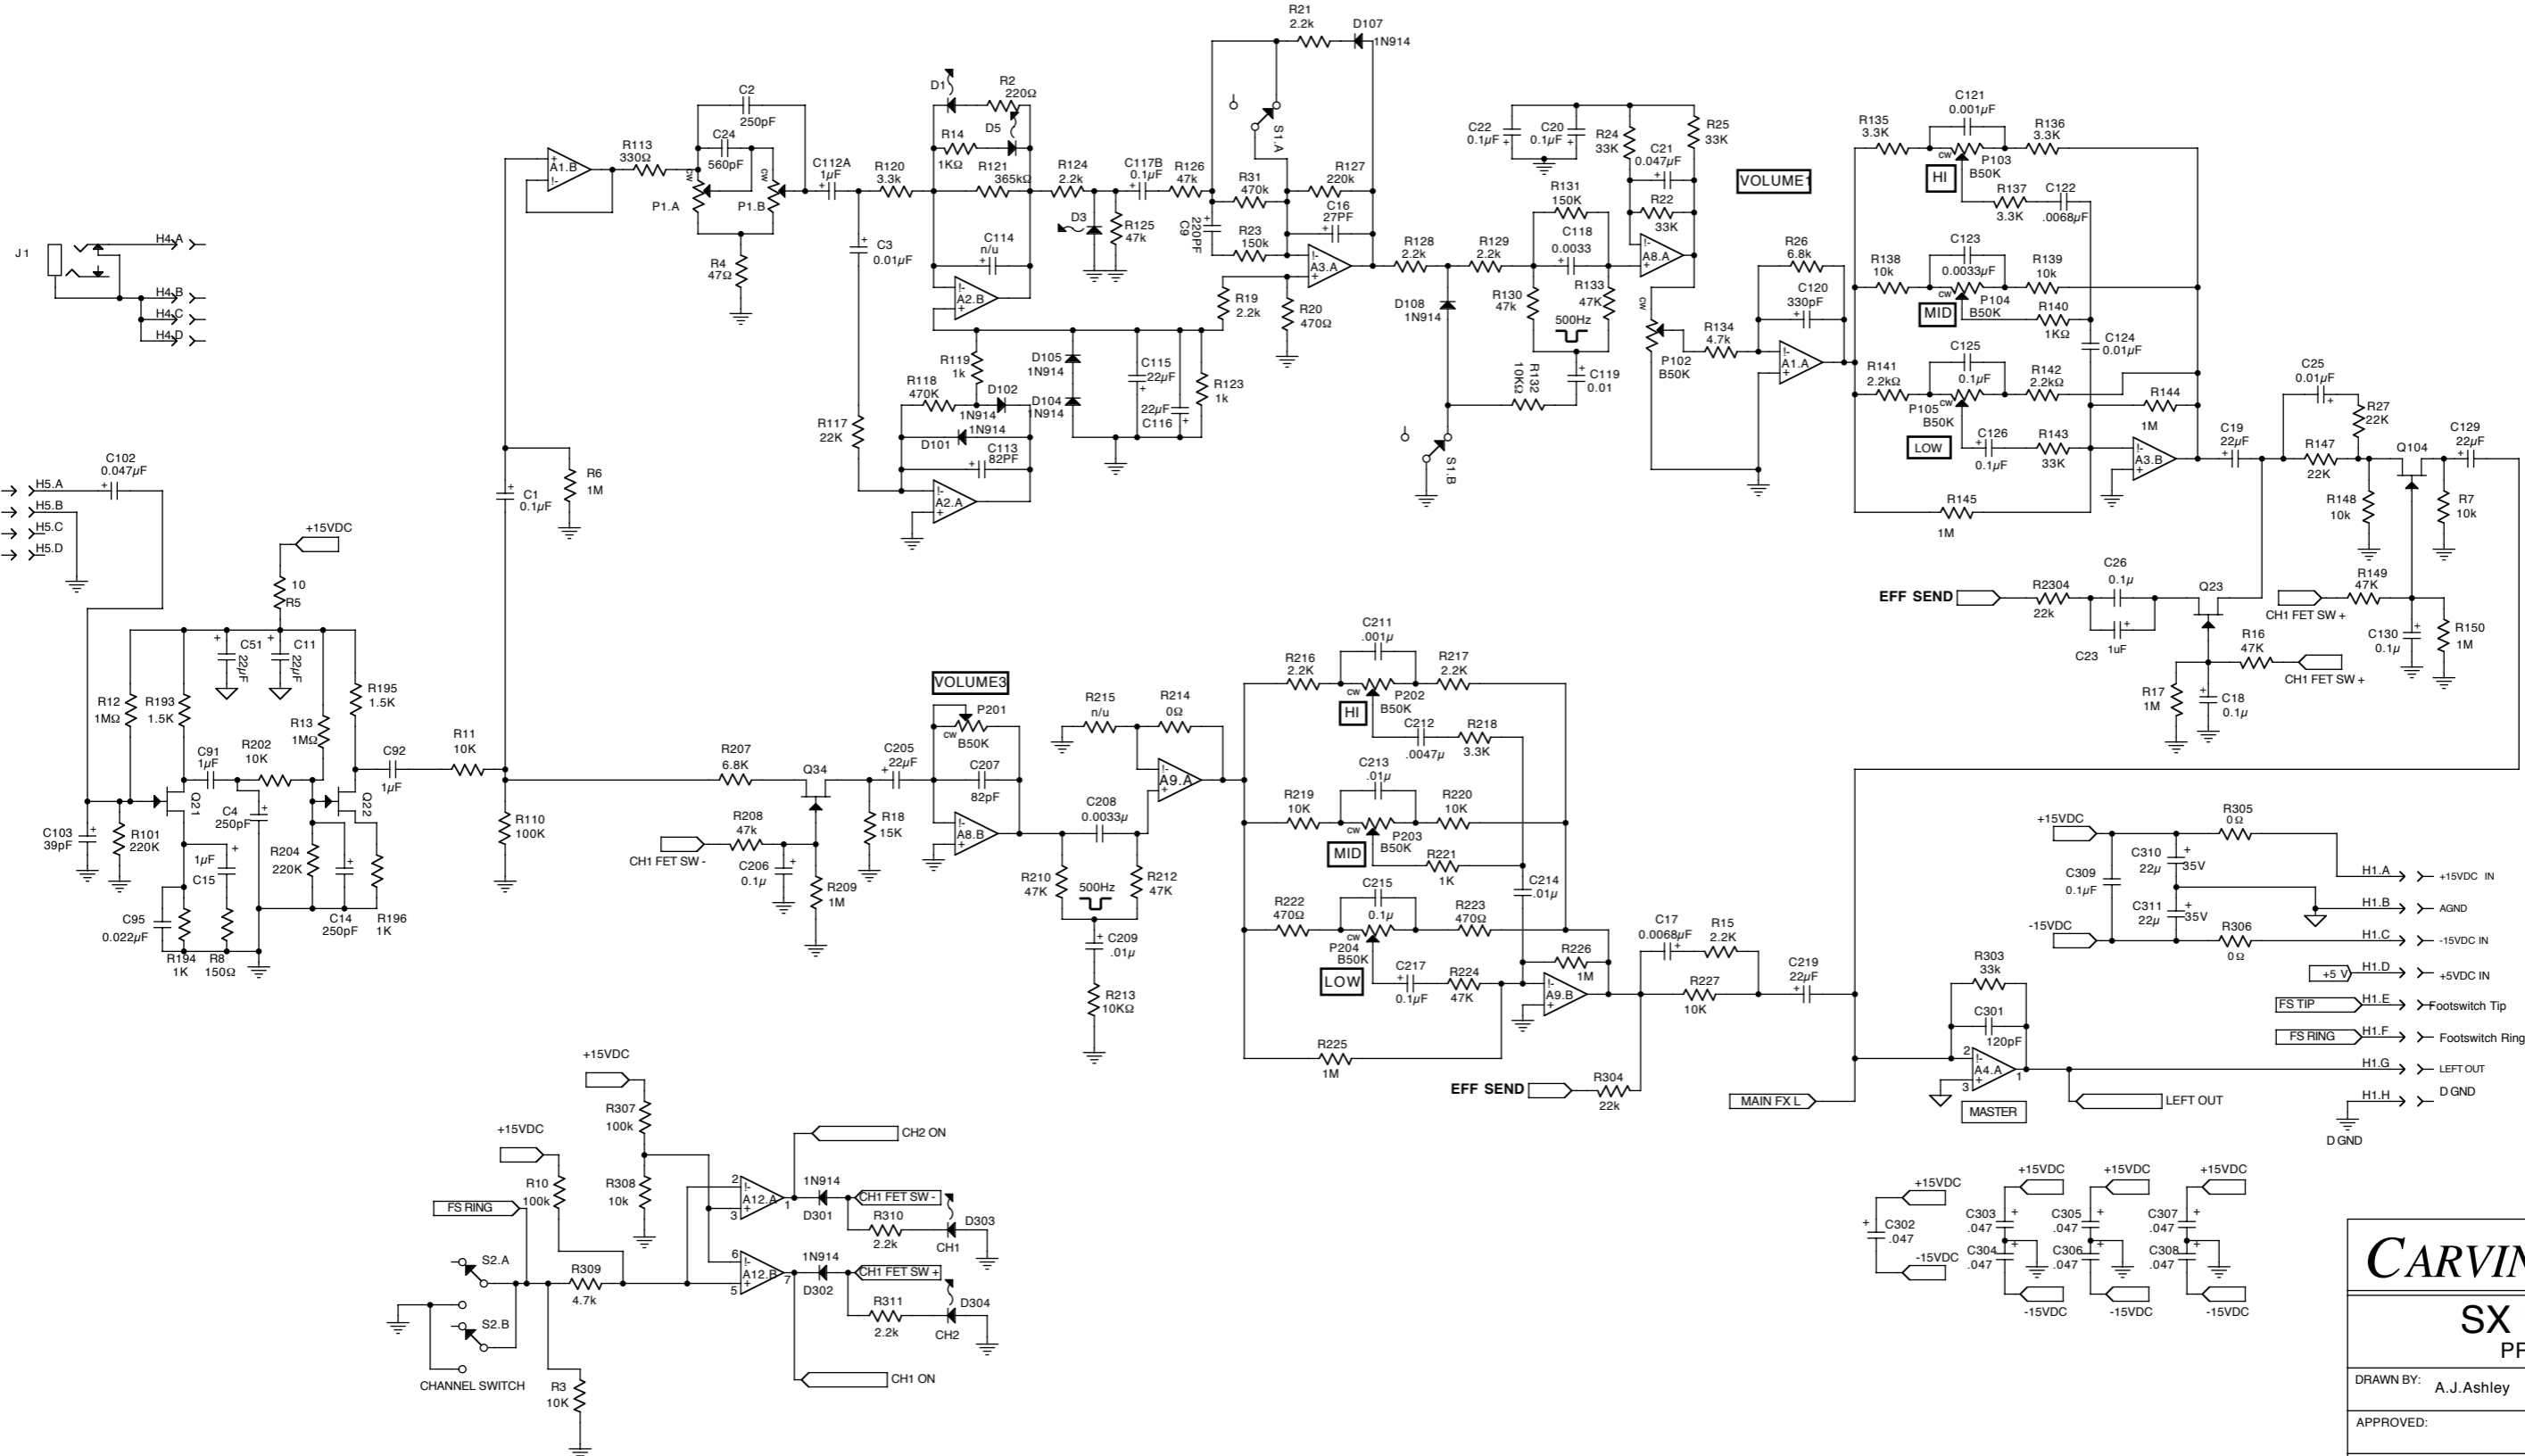 R21
2.2k
D107
1N914
D1
R2
220Ω
D5
R14
1KΩ
R121
365kΩ
C114
n/u
A2.B
C2
250pF
C24
560pF
R113
330Ω
A1.B
cw
cw
P1.A
P1.B
R4
47Ω
C112A
1µF
R120
3.3k
C3
0.01µF
R124
2.2k
D3
R125
47k
C117B
0.1µF
R126
47k
S1.A
R31
470k
220PF
C9
R23
150k
R127
220k
C16
27PF
A3.A
R19
2.2k
R20
470Ω
R128
2.2k
R129
2.2k
D108
1N914
C22
0.1µF
C20
0.1µF
R24
33K
R25
33K
C21
0.047µF
R22
33K
A8.A
R131
150K
C118
0.0033
R130
47k
R133
47K
500Hz
R132
10KΩ
C119
0.01
S1.B
VOLUME1
cw
P102
B50K
R134
4.7k
R26
6.8k
C120
330pF
A1.A
R135
3.3K
C121
0.001µF
R136
3.3K
cw
P103
B50K
HI
R137
3.3K
C122
.0068µF
R138
10k
C123
0.0033µF
R139
10k
cw
P104
B50K
MID
R140
1KΩ
C124
0.01µF
R141
2.2kΩ
C125
0.1µF
R142
2.2kΩ
cw
P105
B50K
LOW
C126
0.1µF
R143
33K
R144
1M
A3.B
R145
1M
C19
22µF
C25
0.01µF
R27
22K
R147
22K
R148
10k
Q104
C129
22µF
R7
10k
R149
47K
CH1 FET SW +
C130
0.1µ
R150
1M
EFF SEND
R2304
22k
C26
0.1µ
C23
1uF
Q23
R16
47K
CH1 FET SW +
R17
1M
C18
0.1µ
J1
H4.A
H4.B
H4.C
H4.D
R119
1k
D105
1N914
D104
1N914
C115
22µF
22µF
C116
R123
1k
R118
470K
D102
1N914
1N914
D101
C113
82PF
R117
22K
A2.A
C102
0.047µF
H5.A
H5.B
H5.C
H5.D
C1
0.1µF
R6
1M
+15VDC
10
R5
C51
22µF
C11
22µF
R12
1MΩ
R193
1.5K
R13
1MΩ
R195
1.5K
C91
1µF
R202
10K
C92
1µF
R11
10K
Q221
C4
250pF
Q222
C103
39pF
R101
220K
1µF
C15
R204
220K
C95
0.022µF
R194
1K
R8
150Ω
C14
250pF
R196
1K
R110
100K
R207
6.8K
Q34
R208
47k
CH1 FET SW -
C206
0.1µ
R209
1M
C205
22µF
R18
15K
VOLUME3
P201
cw
B50K
C207
82pF
A8.B
R210
47K
C208
0.0033µ
500Hz
R212
47K
C209
.01µ
R213
10KΩ
R215
n/u
R214
0Ω
A9.A
R216
2.2K
C211
.001µ
R217
2.2K
cw
P202
B50K
HI
C212
.0047µ
R218
3.3K
R219
10K
C213
.01µ
R220
10K
cw
P203
B50K
MID
R221
1K
C214
.01µ
R222
470Ω
C215
0.1µ
R223
470Ω
cw
P204
B50K
LOW
C217
0.1µF
R224
47K
R226
1M
A9.B
R225
1M
C17
0.0068µF
R15
2.2K
R227
10K
C219
22µF
EFF SEND
R304
22k
MAIN FX L
R303
33k
C301
120pF
2
A4.A
3
1
MASTER
LEFT OUT
+15VDC
R305
0Ω
C309
0.1µF
C310
22µ
35V
C311
22µ
35V
-15VDC
R306
0Ω
H1.A
+15VDC IN
H1.B
AGND
H1.C
-15VDC IN
+5 V
H1.D
+5VDC IN
FS TIP
H1.E
Footswitch Tip
FS RING
H1.F
Footswitch Ring
H1.G
LEFT OUT
H1.H
D GND
D GND
+15VDC
R307
100k
+15VDC
R10
100k
R308
10k
FS RING
S2.A
S2.B
R309
4.7k
CHANNEL SWITCH
R3
10K
2
A12.A
3
1
CH2 ON
1N914
D301
CH1 FET SW -
R310
2.2k
D303
CH1
6
A12.B
5
7
1N914
D302
CH1 FET SW +
R311
2.2k
D304
CH2
CH1 ON
+15VDC
C302
.047
-15VDC
+15VDC
C303
.047
C304
.047
-15VDC
+15VDC
C305
.047
C306
.047
-15VDC
+15VDC
C307
.047
C308
.047
-15VDC
CARVIN
SX
DRAWN BY: A.J.Ashley
APPROVED: